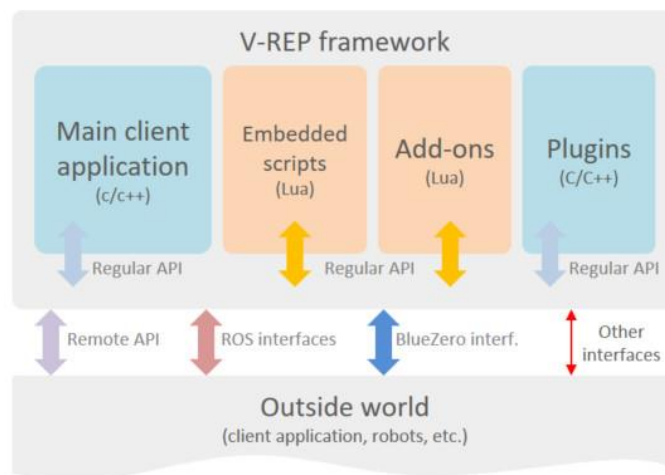 V-REP framework
Main client
application
(c/c++)
Embedded
scripts
(Lua)
Add-ons
(Lua)
Plugins
(C/C++)
Regular API
Regular API
Regular API
Remote API
ROS interfaces
BlueZero interf.
Other
interfaces
Outside world
(client application, robots, etc.)